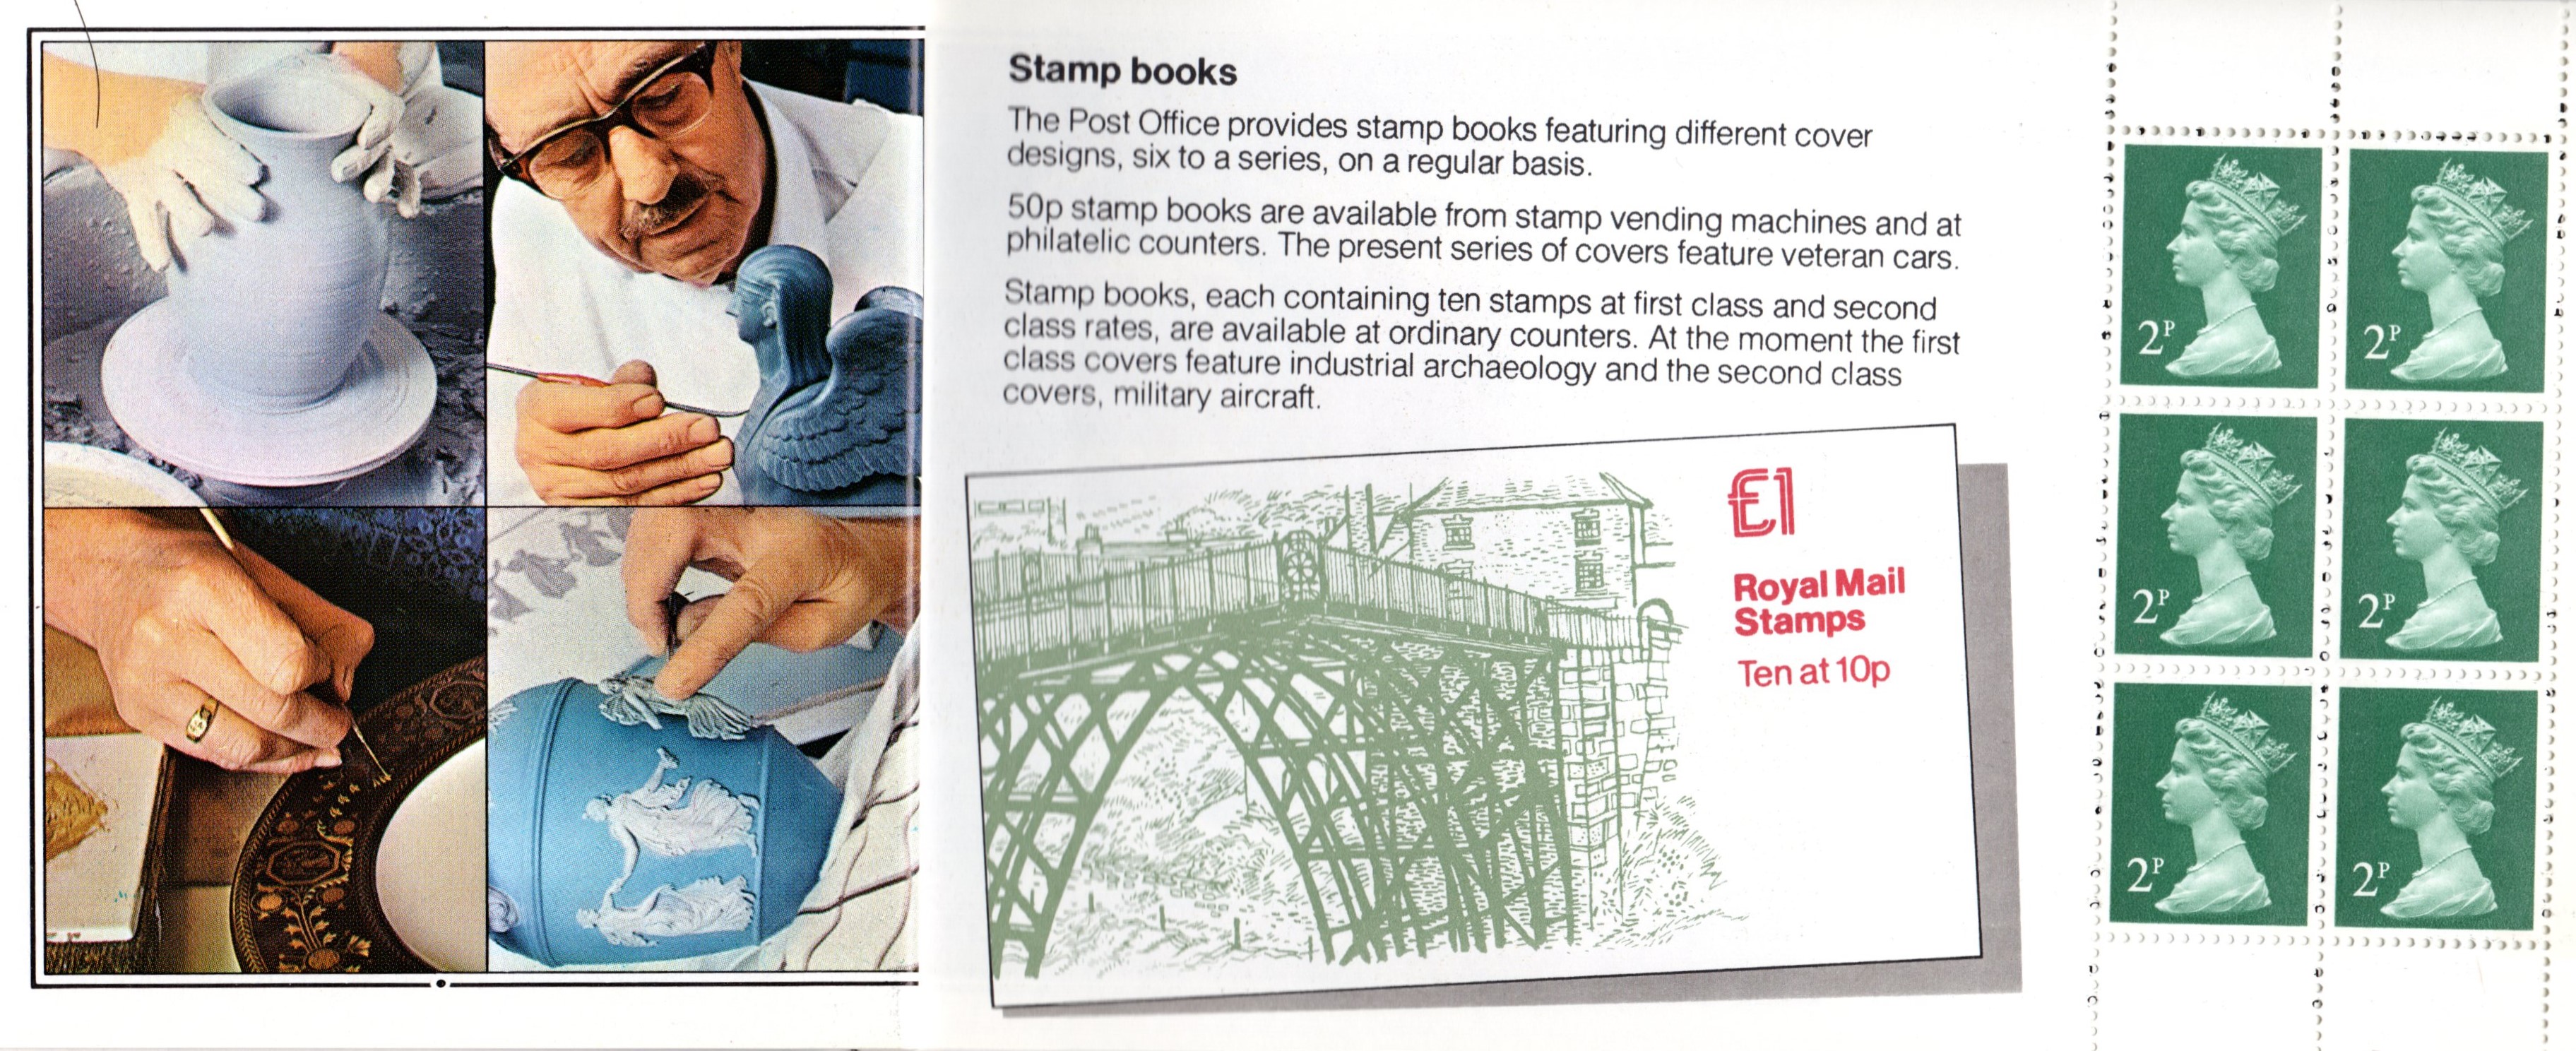 Stamp books
The Post Office provides stamp books featuring different cover
designs, six to a series, on a regular basis.
50p stamp books are available from stamp vending machines and at
philatelic counters. The present series of covers feature veteran cars.
Stamp books, each containing ten stamps at first class and second
class rates, are available at ordinary counters. At the moment the first
class covers feature industrial archaeology and the second class
covers, military aircraft.
£1
Royal Mail
Stamps
Ten at 10p
2P
2P
2P
2P
2P
2P